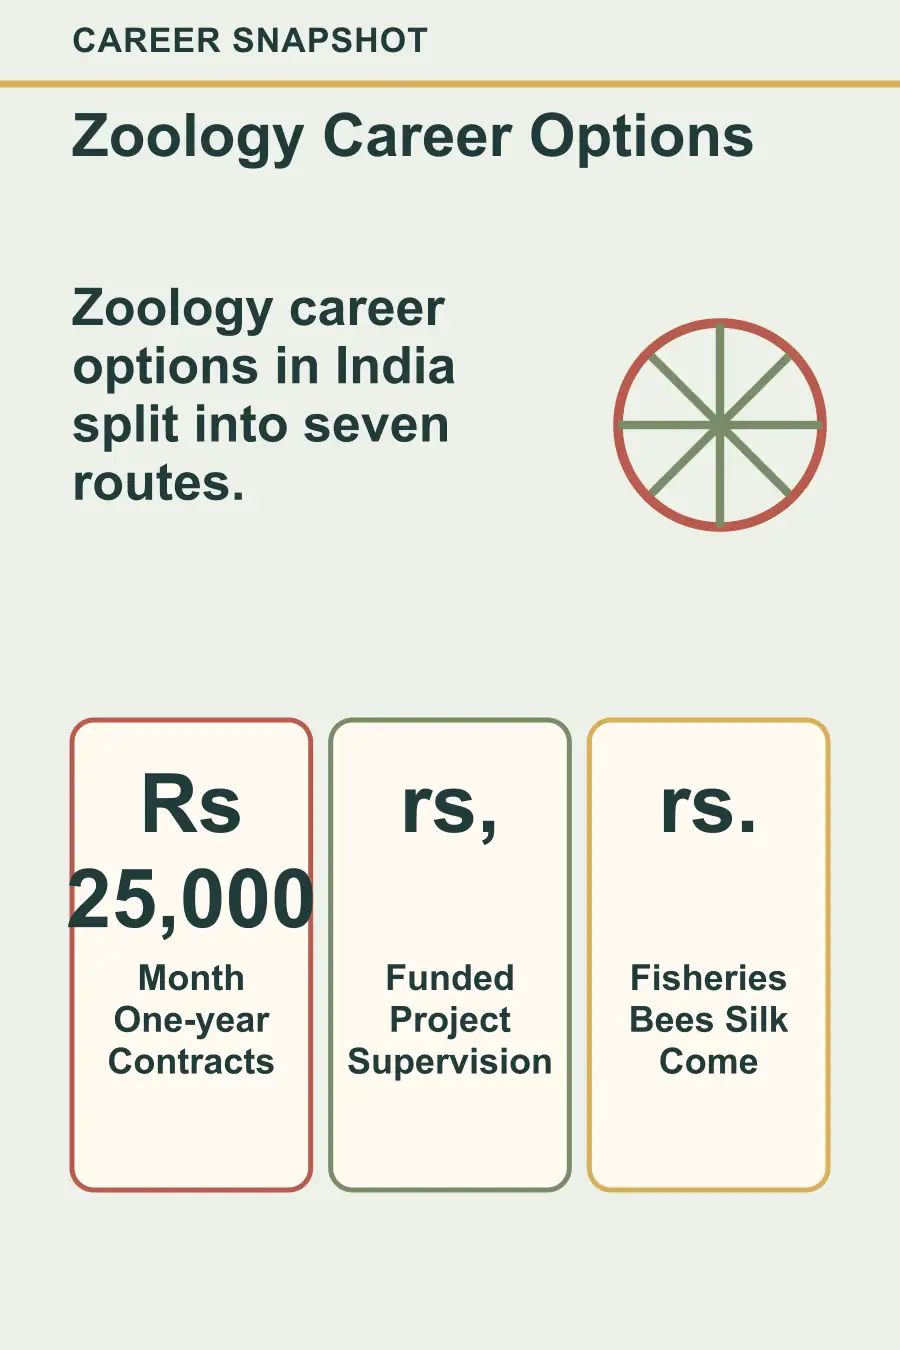 CAREER SNAPSHOT
Zoology Career Options
Zoology career
options in India
split into seven
routes.
Rs
25,000
Month
One-year
Contracts
rs,
Funded
Project
Supervision
rs.
Fisheries
Bees Silk
Come